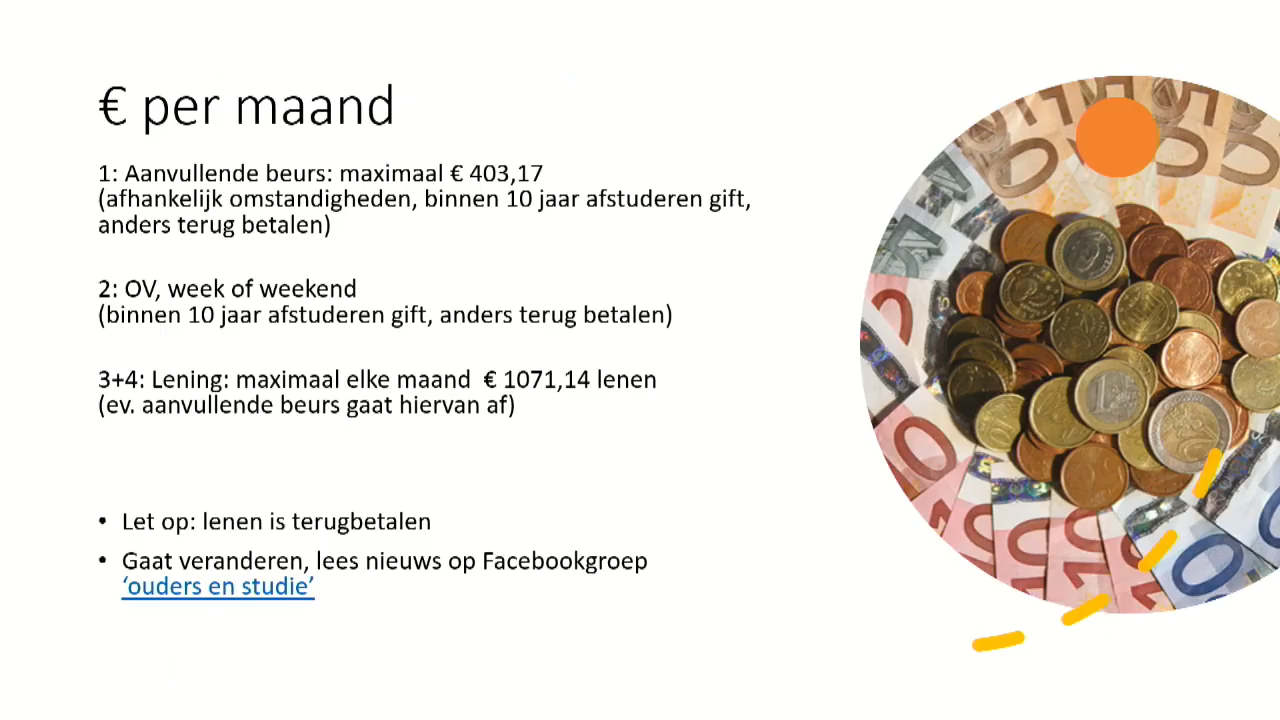 € per maand
1: Aanvullende beurs: maximaal € 403,17
(afhankelijk omstandigheden, binnen 10 jaar afstuderen gift,
anders terug betalen)
2: OV, week of weekend
(binnen 10 jaar afstuderen gift, anders terug betalen)
3+4: Lening: maximaal elke maand  € 1071,14 lenen
(ev. aanvullende beurs gaat hiervan af)
• Let op: lenen is terugbetalen
• Gaat veranderen, lees nieuws op Facebookgroep
‘ouders en studie’